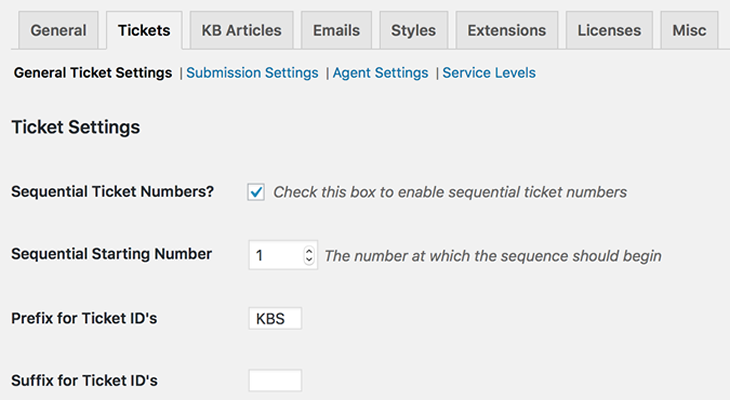 General Tickets KB Articles Emails Styles Extensions Licenses Misc
General Ticket Settings | Submission Settings | Agent Settings | Service Levels
Ticket Settings
Sequential Ticket Numbers? Check this box to enable sequential ticket numbers
Sequential Starting Number 1 The number at which the sequence should begin
Prefix for Ticket ID's KBS
Suffix for Ticket ID's